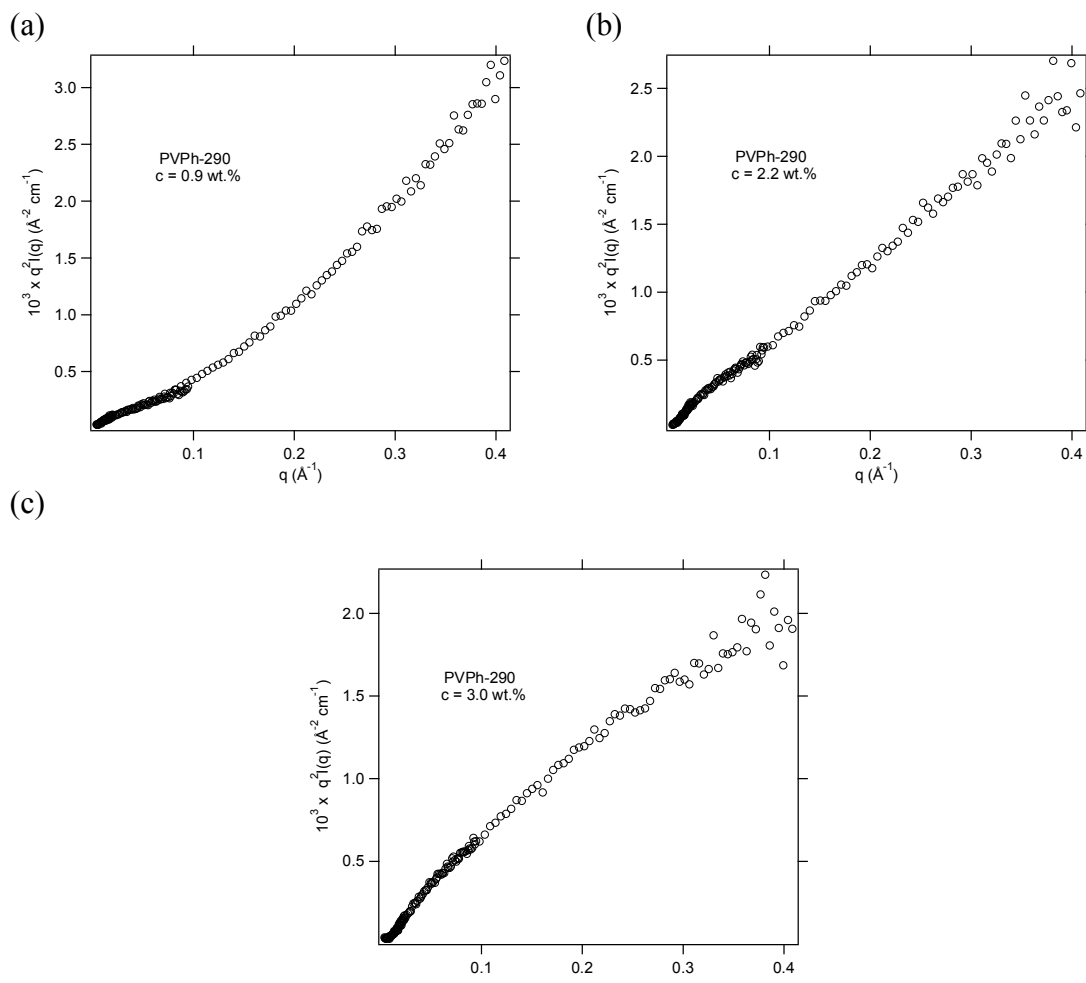 (a)
10³ x q²I(q) (Å⁻² cm⁻¹)
3.0
2.5
2.0
1.5
1.0
0.5
PVPh-290
c = 0.9 wt.%
0.1 0.2 0.3 0.4
q (Å⁻¹)
(b)
10³ x q²I(q) (Å⁻² cm⁻¹)
2.5
2.0
1.5
1.0
0.5
PVPh-290
c = 2.2 wt.%
0.1 0.2 0.3 0.4
q (Å⁻¹)
(c)
10³ x q²I(q) (Å⁻² cm⁻¹)
2.0
1.5
1.0
0.5
PVPh-290
c = 3.0 wt.%
0.1 0.2 0.3 0.4